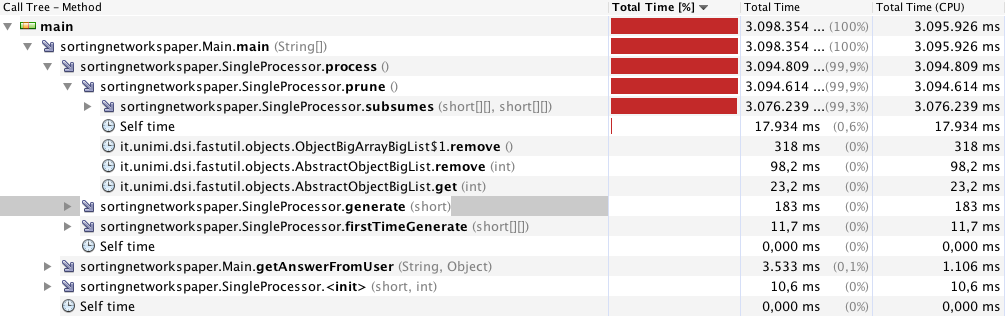 Call Tree – Method Total Time [%] Total Time Total Time (CPU)
main 3.098.354 ... (100%) 3.095.926 ms
sortingnetworkspaper.Main.main (String[]) 3.098.354 ... (100%) 3.095.926 ms
sortingnetworkspaper.SingleProcessor.process () 3.094.809 ...(99,9%) 3.094.809 ms
sortingnetworkspaper.SingleProcessor.prune () 3.094.614 ...(99,9%) 3.094.614 ms
sortingnetworkspaper.SingleProcessor.subsumes (short[][], short[][]) 3.076.239 ...(99,3%) 3.076.239 ms
Self time 17.934 ms (0,6%) 17.934 ms
it.unimi.dsi.fastutil.objects.ObjectBigArrayBigList$1.remove () 318 ms (0%) 318 ms
it.unimi.dsi.fastutil.objects.AbstractObjectBigList.remove (int) 98,2 ms (0%) 98,2 ms
it.unimi.dsi.fastutil.objects.AbstractObjectBigList.get (int) 23,2 ms (0%) 23,2 ms
sortingnetworkspaper.SingleProcessor.generate (short) 183 ms (0%) 183 ms
sortingnetworkspaper.SingleProcessor.firstTimeGenerate (short[][]) 11,7 ms (0%) 11,7 ms
Self time 0,000 ms (0%) 0,000 ms
sortingnetworkspaper.Main.getAnswerFromUser (String, Object) 3.533 ms (0,1%) 1.106 ms
sortingnetworkspaper.SingleProcessor.<init> (short, int) 10,6 ms (0%) 10,6 ms
Self time 0,000 ms (0%) 0,000 ms